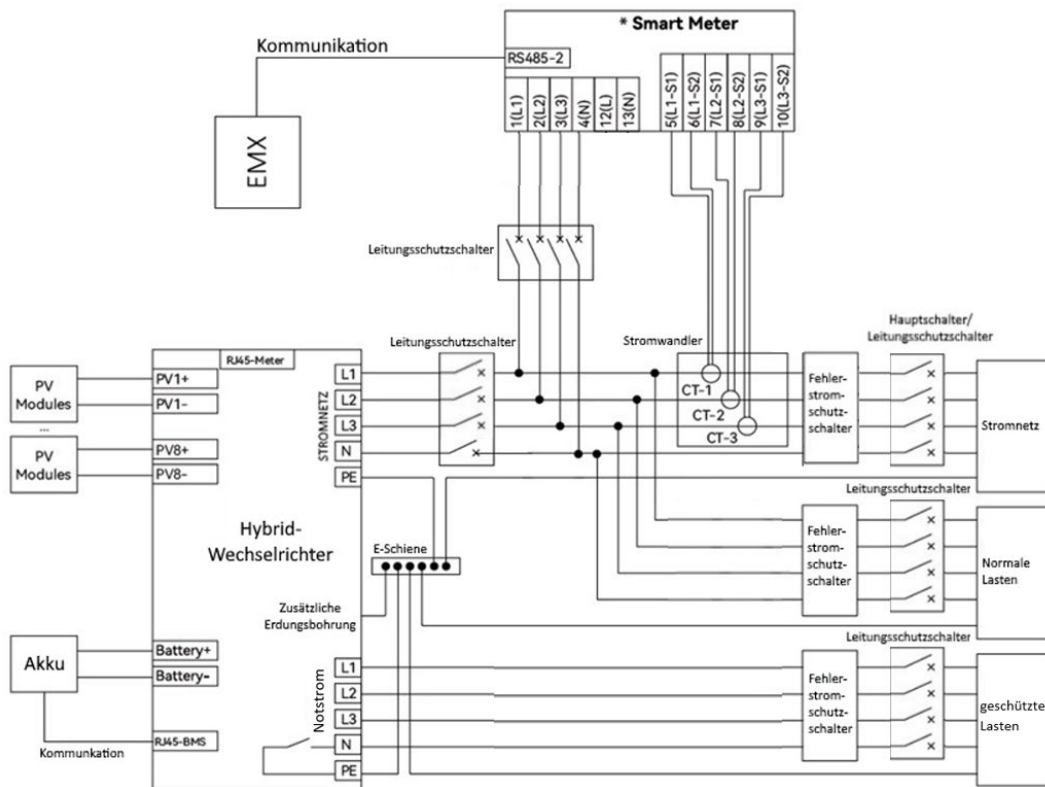 * Smart Meter
Kommunikation
RS485-2
1(L1)
2(L2)
3(L3)
4(N)
12(L)
13(N)
5(L1-S1)
6(L1-S2)
7(L2-S1)
8(L2-S2)
9(L3-S1)
10(L3-S2)
EMX
Leitungsschutzschalter
Hauptschalter/
Leitungsschutzschalter
Leitungsschutzschalter
Stromwandler
RJ45-Meter
PV
Modules
PV1+
PV1-
...
PV
Modules
PV8+
PV8-
STROMNETZ
L1
L2
L3
N
PE
CT-1
CT-2
CT-3
Fehler-
strom-
schutz-
schalter
Stromnetz
Hybrid-
Wechselrichter
E-Schiene
Zusätzliche
Erdungsbohrung
Leitungsschutzschalter
Fehler-
strom-
schutz-
schalter
Normale
Lasten
Akku
Battery+
Battery-
RJ45-BMS
Kommunkation
Notstrom
L1
L2
L3
N
PE
Leitungsschutzschalter
Fehler-
strom-
schutz-
schalter
geschützte
Lasten